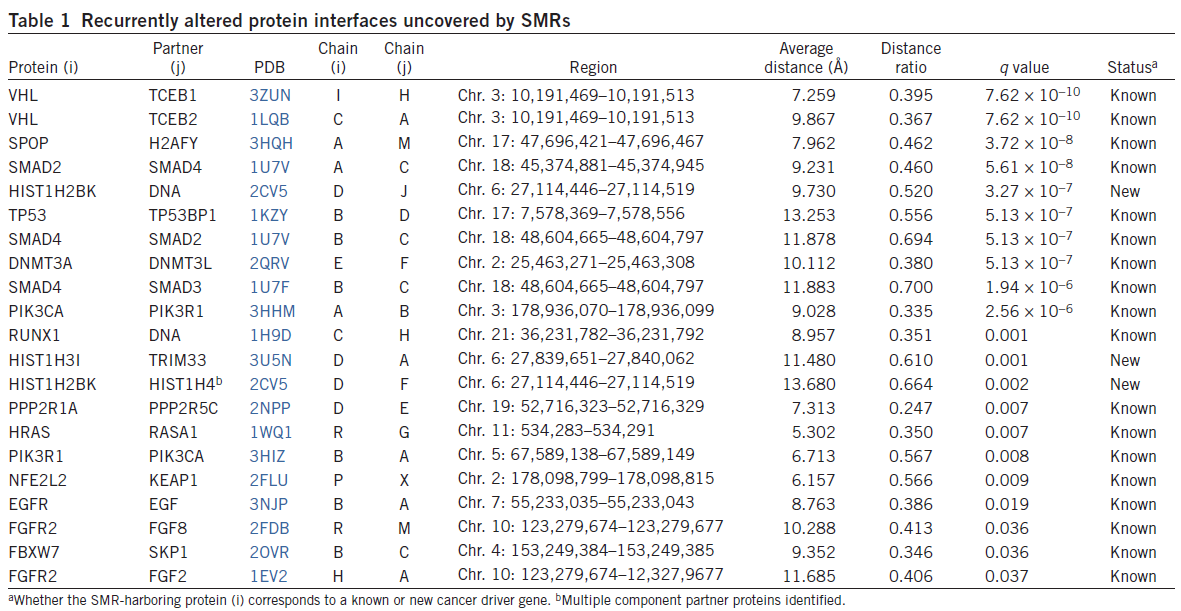 Table 1 Recurrently altered protein interfaces uncovered by SMRs
Protein (i) Partner (j) PDB Chain (i) Chain (j) Region Average distance (Å) Distance ratio q value Statusᵃ
VHL TCEB1 3ZUN I H Chr. 3: 10,191,469–10,191,513 7.259 0.395 7.62 × 10⁻¹⁰ Known
VHL TCEB2 1LQB C A Chr. 3: 10,191,469–10,191,513 9.867 0.367 7.62 × 10⁻¹⁰ Known
SPOP H2AFY 3HQH A M Chr. 17: 47,696,421–47,696,467 7.962 0.462 3.72 × 10⁻⁸ Known
SMAD2 SMAD4 1U7V A C Chr. 18: 45,374,881–45,374,945 9.231 0.460 5.61 × 10⁻⁸ Known
HIST1H2BK DNA 2CV5 D J Chr. 6: 27,114,446–27,114,519 9.730 0.520 3.27 × 10⁻⁷ New
TP53 TP53BP1 1KZY B D Chr. 17: 7,578,369–7,578,556 13.253 0.556 5.13 × 10⁻⁷ Known
SMAD4 SMAD2 1U7V B C Chr. 18: 48,604,665–48,604,797 11.878 0.694 5.13 × 10⁻⁷ Known
DNMT3A DNMT3L 2QRV E F Chr. 2: 25,463,271–25,463,308 10.112 0.380 5.13 × 10⁻⁷ Known
SMAD4 SMAD3 1U7F B C Chr. 18: 48,604,665–48,604,797 11.883 0.700 1.94 × 10⁻⁶ Known
PIK3CA PIK3R1 3HHM A B Chr. 3: 178,936,070–178,936,099 9.028 0.335 2.56 × 10⁻⁶ Known
RUNX1 DNA 1H9D C H Chr. 21: 36,231,782–36,231,792 8.957 0.351 0.001 Known
HIST1H3I TRIM33 3U5N D A Chr. 6: 27,839,651–27,840,062 11.480 0.610 0.001 New
HIST1H2BK HIST1H4ᵇ 2CV5 D F Chr. 6: 27,114,446–27,114,519 13.680 0.664 0.002 New
PPP2R1A PPP2R5C 2NPP D E Chr. 19: 52,716,323–52,716,329 7.313 0.247 0.007 Known
HRAS RASA1 1WQ1 R G Chr. 11: 534,283–534,291 5.302 0.350 0.007 Known
PIK3R1 PIK3CA 3HIZ B A Chr. 5: 67,589,138–67,589,149 6.713 0.567 0.008 Known
NFE2L2 KEAP1 2FLU P X Chr. 2: 178,098,799–178,098,815 6.157 0.566 0.009 Known
EGFR EGF 3NJP B A Chr. 7: 55,233,035–55,233,043 8.763 0.386 0.019 Known
FGFR2 FGF8 2FDB R M Chr. 10: 123,279,674–123,279,677 10.288 0.413 0.036 Known
FBXW7 SKP1 2OVR B C Chr. 4: 153,249,384–153,249,385 9.352 0.346 0.036 Known
FGFR2 FGF2 1EV2 H A Chr. 10: 123,279,674–12,327,9677 11.685 0.406 0.037 Known
ᵃWhether the SMR-harboring protein (i) corresponds to a known or new cancer driver gene. ᵇMultiple component partner proteins identified.